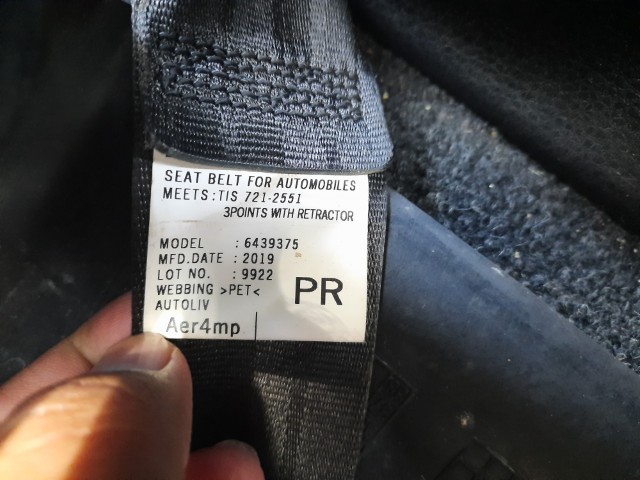 SEAT BELT FOR AUTOMOBILES
MEETS:TIS 721-2551
3POINTS WITH RETRACTOR
MODEL : 6439375
MFD.DATE : 2019
LOT NO. : 9922
WEBBING >PET<
PR
AUTOLIV
Aer4mp